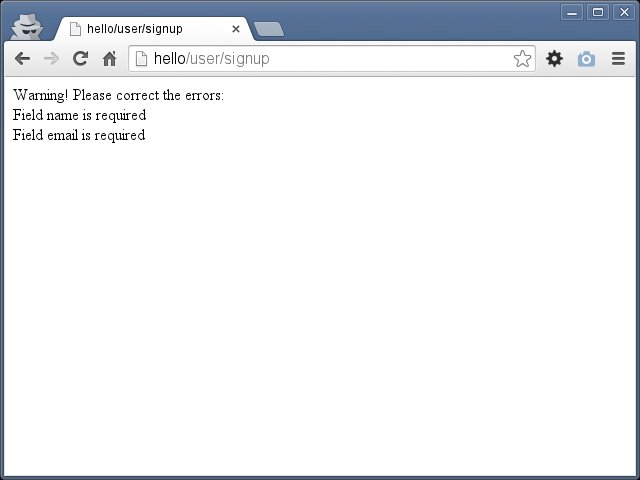 hello/user/signup
hello/user/signup
Warning! Please correct the errors:
Field name is required
Field email is required